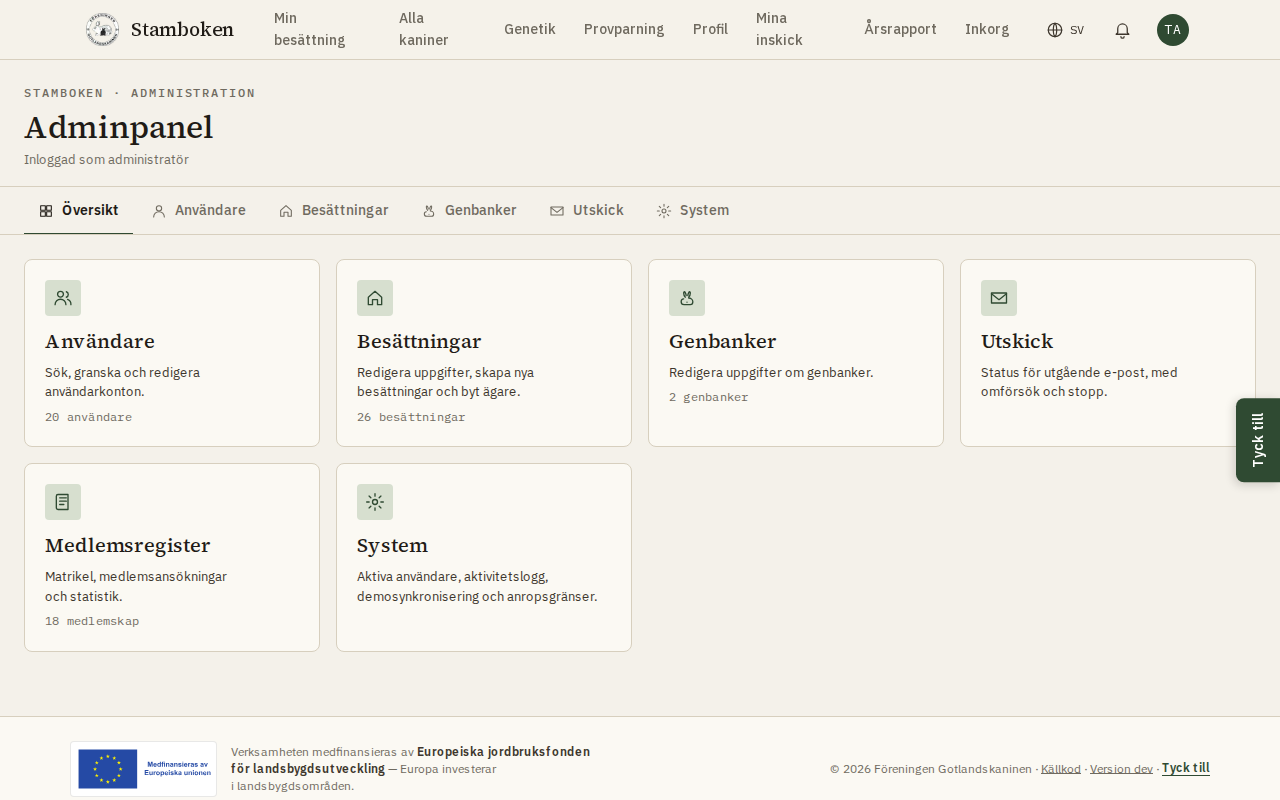 Stamboken
Min besättning
Alla kaniner
Genetik
Provparning
Profil
Mina inskick
Årsrapport
Inkorg
SV
TA
STAMBOKEN · ADMINISTRATION
Adminpanel
Inloggad som administratör
Översikt
Användare
Besättningar
Genbanker
Utskick
System
Användare
Sök, granska och redigera
användarkonton.
20 användare
Besättningar
Redigera uppgifter, skapa nya
besättningar och byt ägare.
26 besättningar
Genbanker
Redigera uppgifter om genbanker.
2 genbanker
Utskick
Status för utgående e-post, med
omförsök och stopp.
Tyck till
Medlemsregister
Matrikel, medlemsansökningar
och statistik.
18 medlemskap
System
Aktiva användare, aktivitetslogg,
demosynkronisering och anropsgränser.
Medfinansieras av
Europeiska unionen
Verksamheten medfinansieras av Europeiska jordbruksfonden
för landsbygdsutveckling — Europa investerar
i landsbygdsområden.
© 2026 Föreningen Gotlandskaninen · Källkod · Version dev · Tyck till